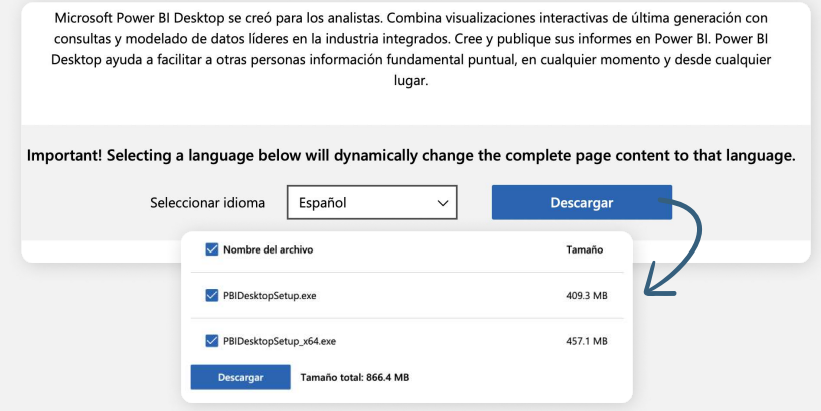 Microsoft Power BI Desktop se creó para los analistas. Combina visualizaciones interactivas de última generación con
consultas y modelado de datos líderes en la industria integrados. Cree y publique sus informes en Power BI. Power BI
Desktop ayuda a facilitar a otras personas información fundamental puntual, en cualquier momento y desde cualquier
lugar.
Important! Selecting a language below will dynamically change the complete page content to that language.
Seleccionar idioma Español Descargar
Nombre del archivo Tamaño
PBIDesktopSetup.exe 409.3 MB
PBIDesktopSetup_x64.exe 457.1 MB
Descargar Tamaño total: 866.4 MB